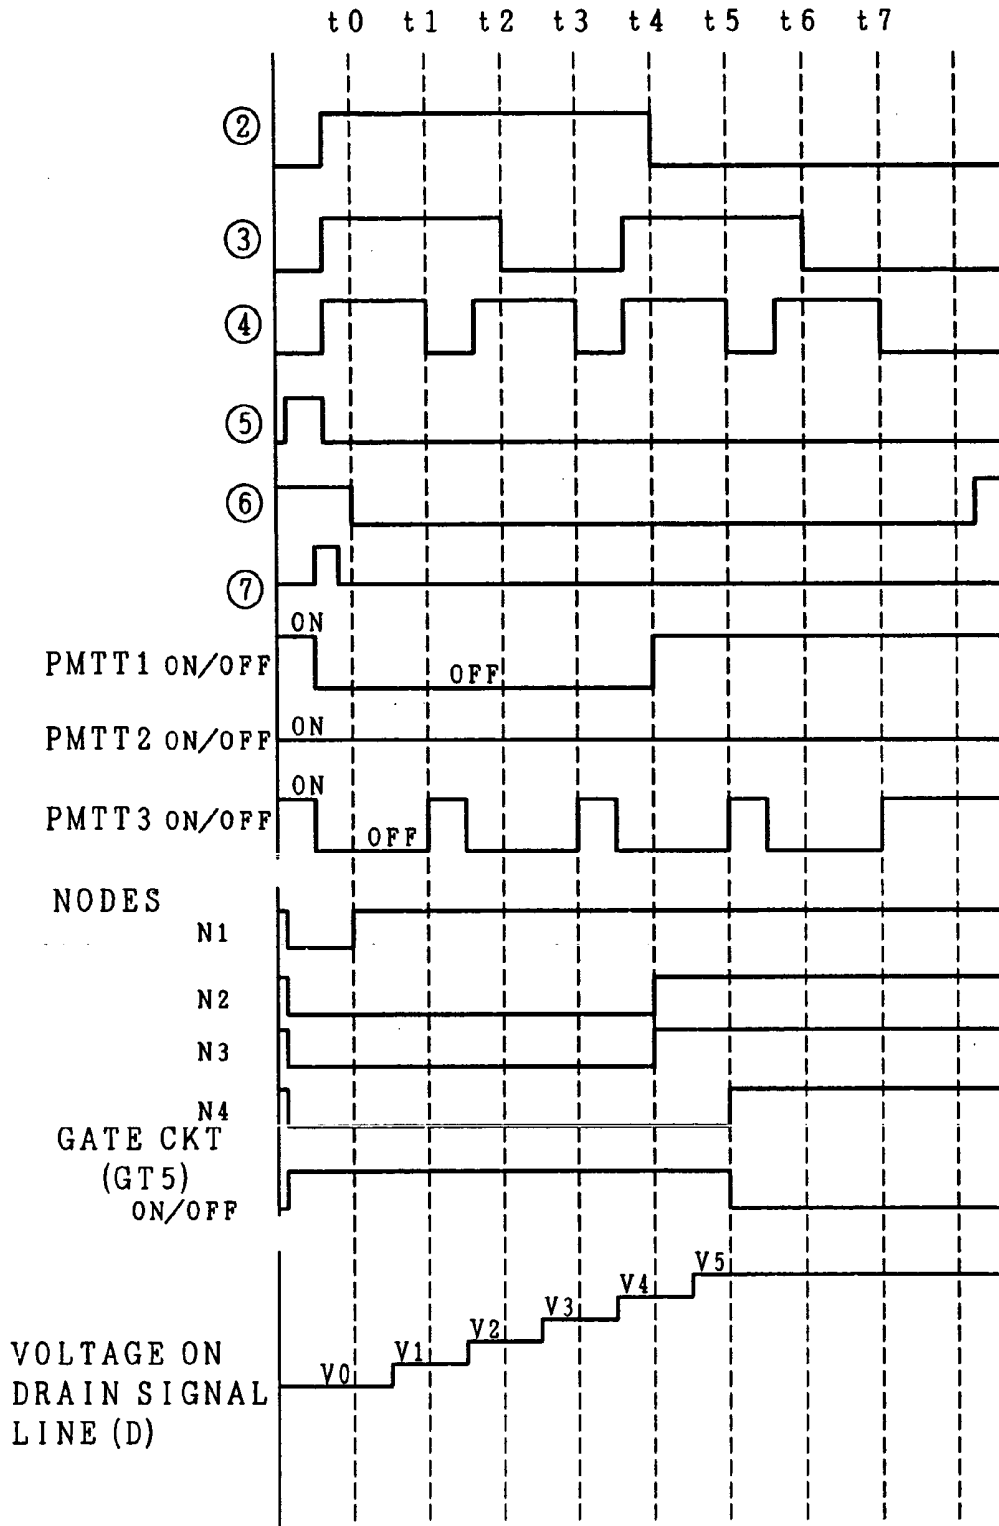 t0 t1 t2 t3 t4 t5 t6 t7
②
③
④
⑤
⑥
⑦
ON
PMTT1 ON/OFF
OFF
ON
PMTT2 ON/OFF
ON
PMTT3 ON/OFF
OFF
NODES
N1
N2
N3
N4
GATE CKT
(GT5)
ON/OFF
V5
V4
V3
V2
V1
V0
VOLTAGE ON
DRAIN SIGNAL
LINE (D)